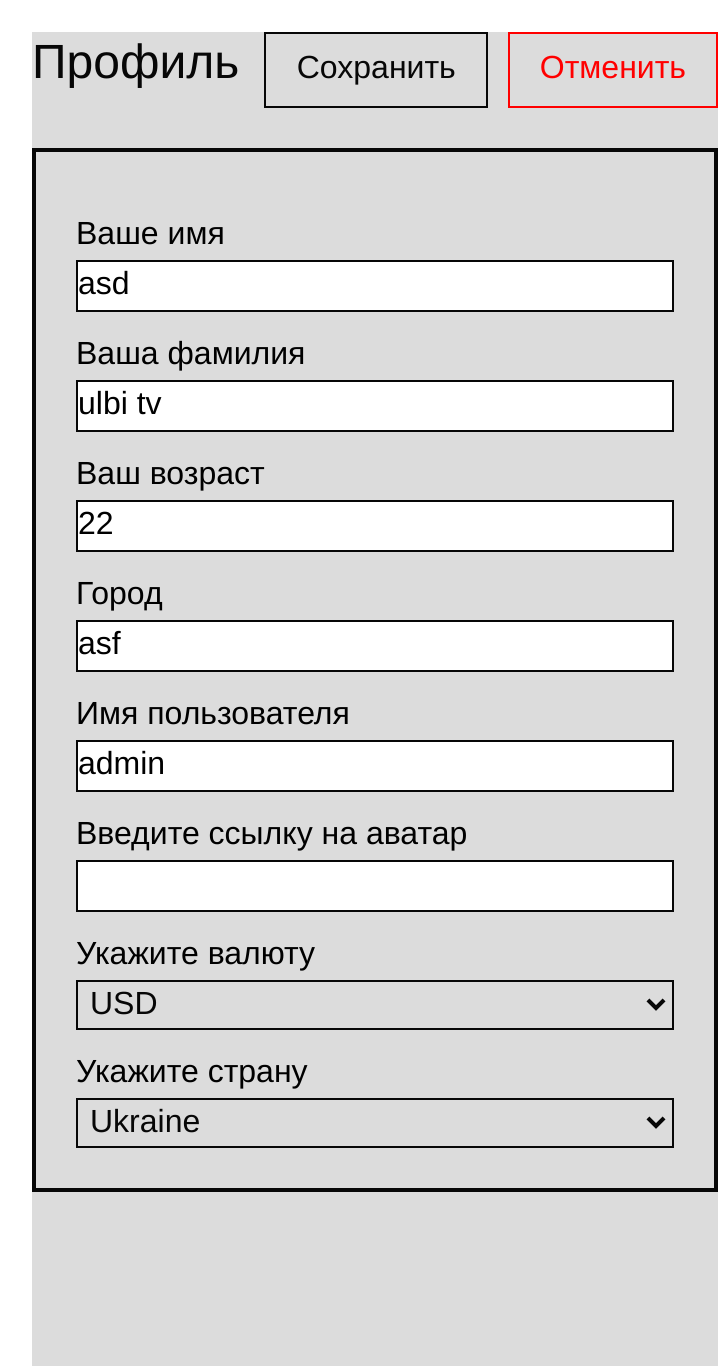 Профиль Сохранить Отменить
Ваше имя
asd
Ваша фамилия
ulbi tv
Ваш возраст
22
Город
asf
Имя пользователя
admin
Введите ссылку на аватар
Укажите валюту
USD
Укажите страну
Ukraine